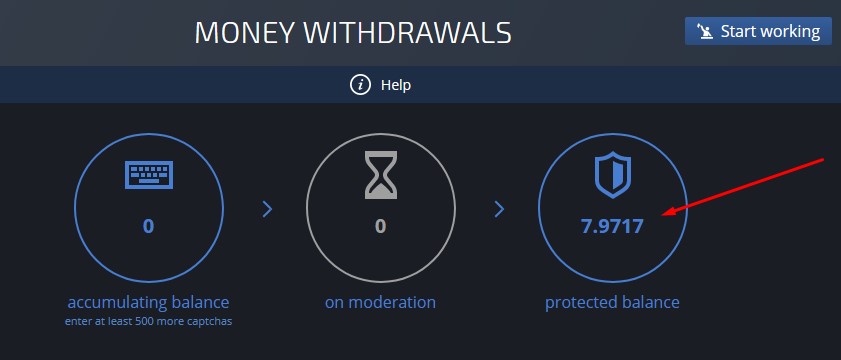 MONEY WITHDRAWALS
Start working
Help
0
0
7.9717
accumulating balance
on moderation
protected balance
enter at least 500 more captchas